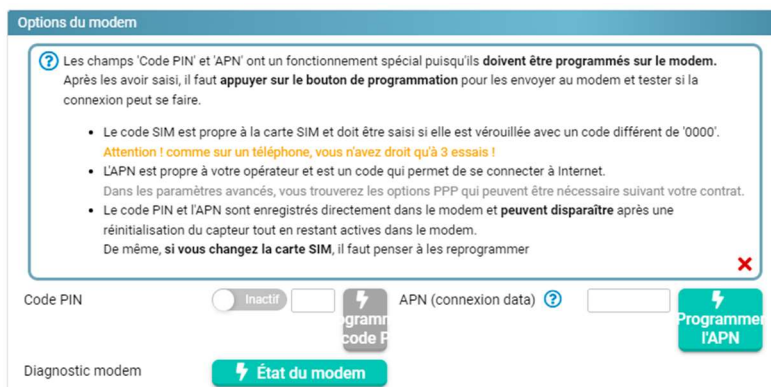 Options du modem
Les champs 'Code PIN' et 'APN' ont un fonctionnement spécial puisqu'ils doivent être programmés sur le modem.
Après les avoir saisi, il faut appuyer sur le bouton de programmation pour les envoyer au modem et tester si la
connexion peut se faire.
Le code SIM est propre à la carte SIM et doit être saisi si elle est vérouillée avec un code différent de '0000'.
Attention ! comme sur un téléphone, vous n'avez droit qu'à 3 essais !
L'APN est propre à votre opérateur et est un code qui permet de se connecter à Internet.
Dans les paramètres avancés, vous trouverez les options PPP qui peuvent être nécessaire suivant votre contrat.
Le code PIN et l'APN sont enregistrés directement dans le modem et peuvent disparaître après une
réinitialisation du capteur tout en restant actives dans le modem.
De même, si vous changez la carte SIM, il faut penser à les reprogrammer
Code PIN Inactif APN (connexion data)
Programmer
code P l'APN
Diagnostic modem État du modem